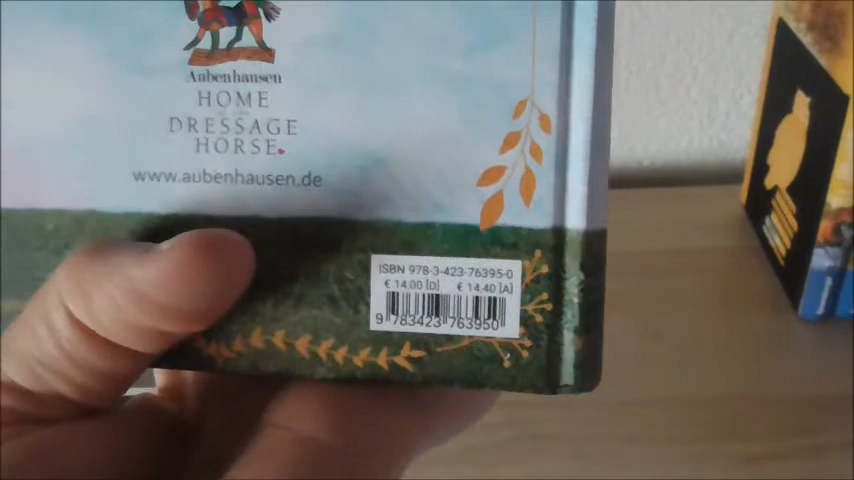 Aubenhausen
HOME
DRESSAGE
HORSE
www.aubenhausen.de
ISBN 978-3-423-76395-0
€ 14,00 [D] € 14,40 [A]
9 783423 763950